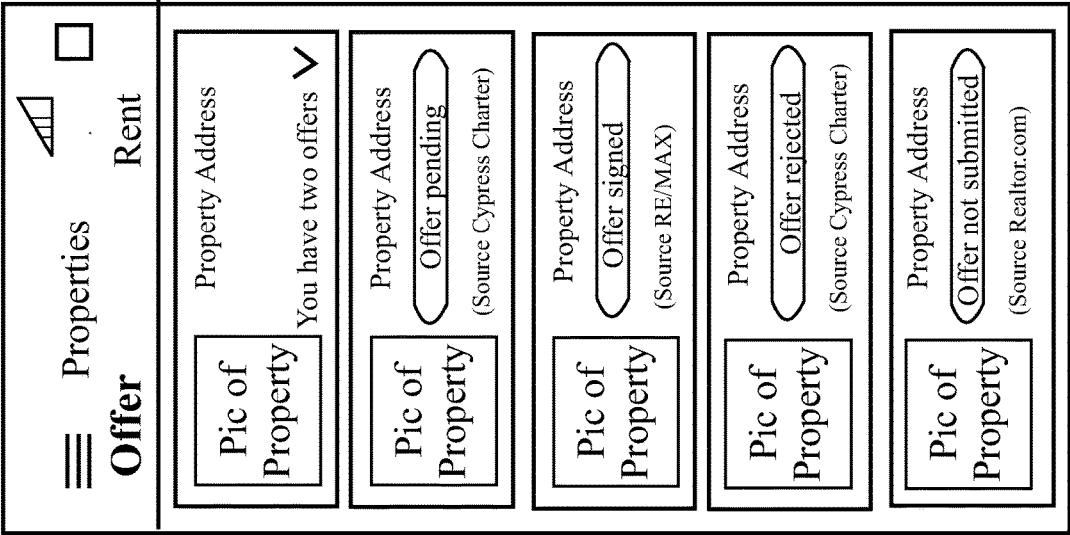 Properties
Offer
Rent
Pic of
Property
Property Address
You have two offers
Pic of
Property
Property Address
Offer pending
(Source Cypress Charter)
Pic of
Property
Property Address
Offer signed
(Source RE/MAX)
Pic of
Property
Property Address
Offer rejected
(Source Cypress Charter)
Pic of
Property
Property Address
Offer not submitted
(Source Realtor.com)